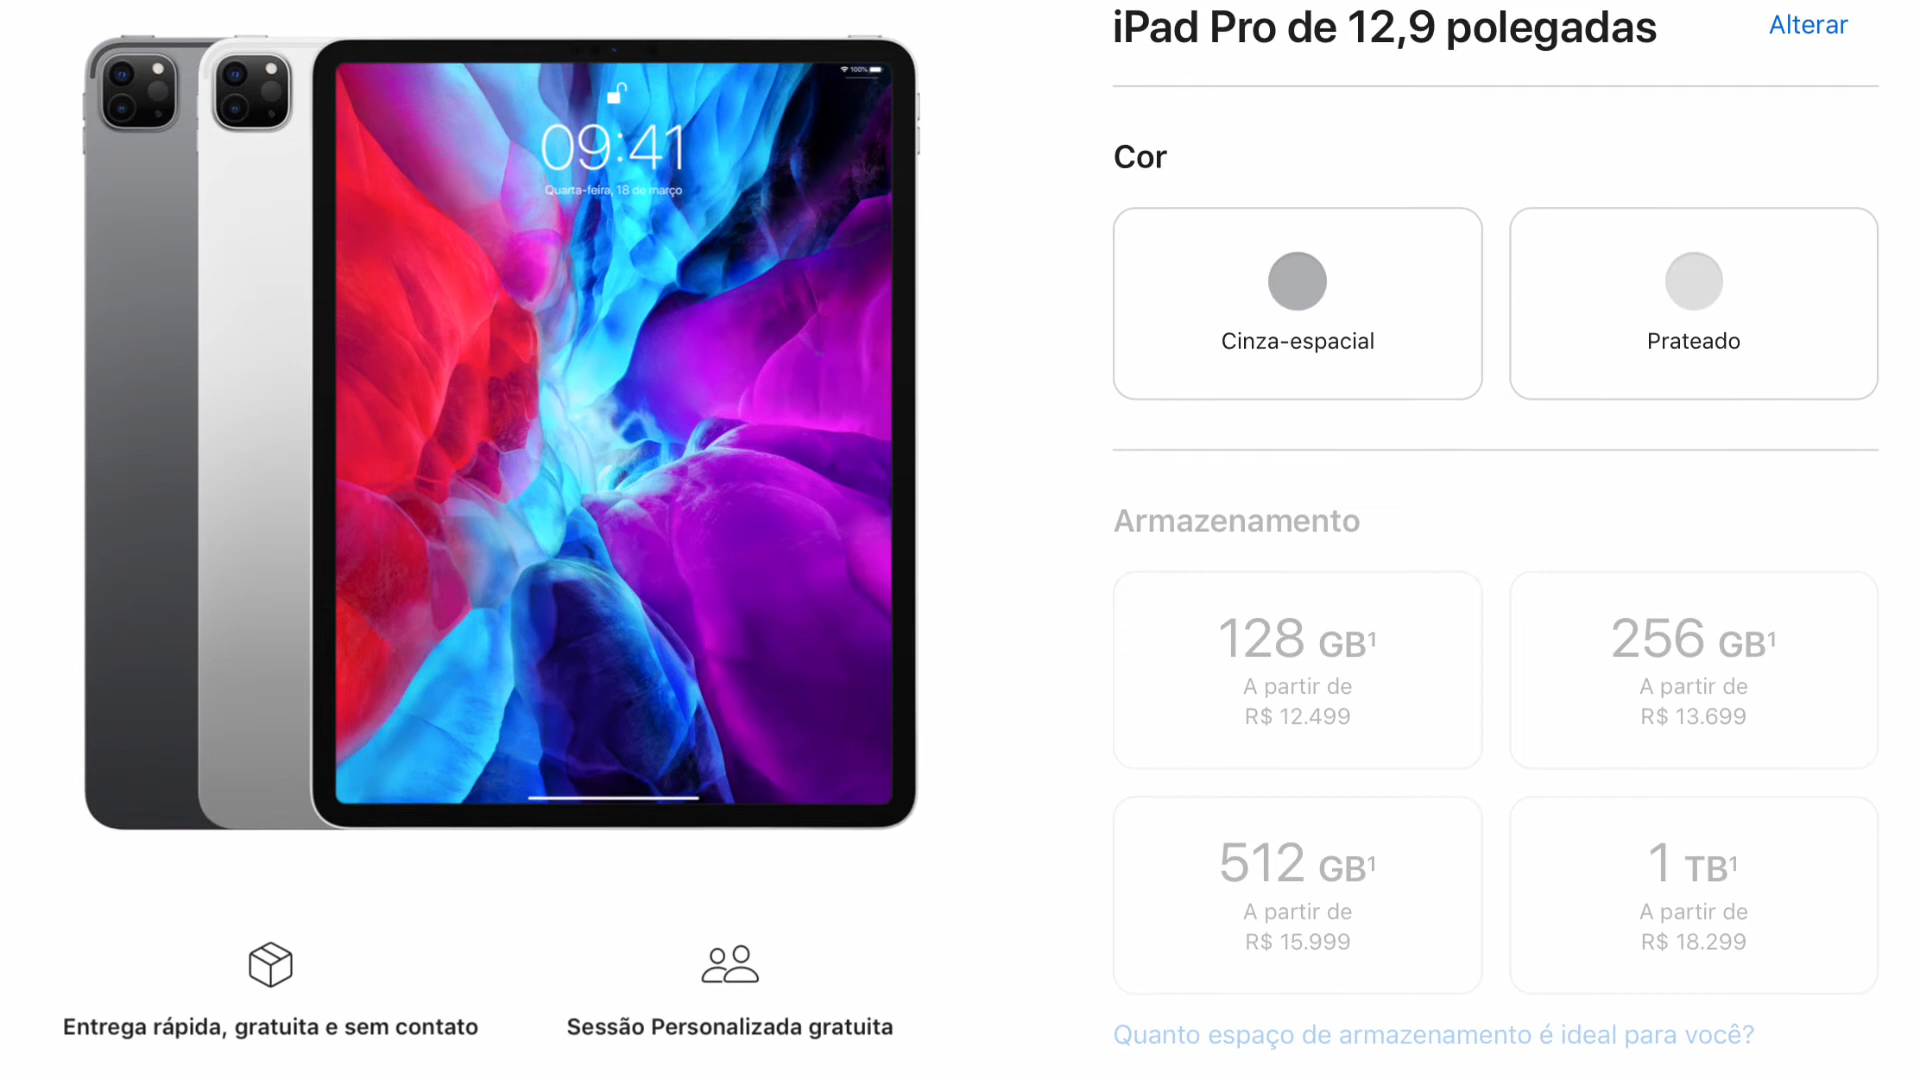 iPad Pro de 12,9 polegadas
Alterar
100%
09:41
Quarta-feira, 18 de março
Cor
Cinza-espacial
Prateado
Armazenamento
128 GB¹
A partir de
R$ 12.499
256 GB¹
A partir de
R$ 13.699
512 GB¹
A partir de
R$ 15.999
1 TB¹
A partir de
R$ 18.299
Quanto espaço de armazenamento é ideal para você?
Entrega rápida, gratuita e sem contato
Sessão Personalizada gratuita